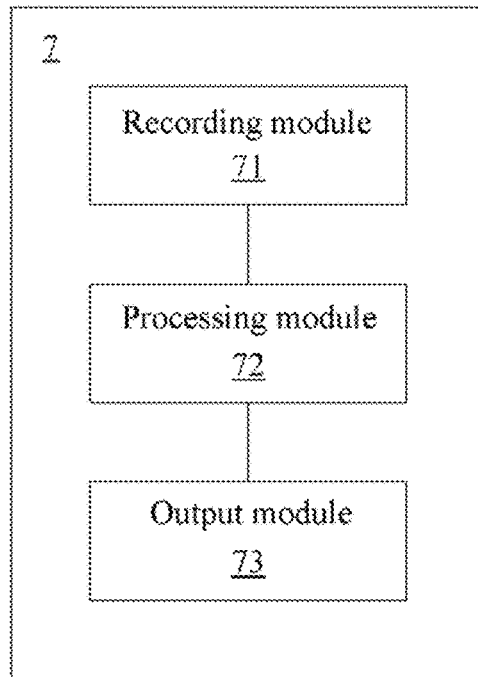 7
Recording module
71
Processing module
72
Output module
73